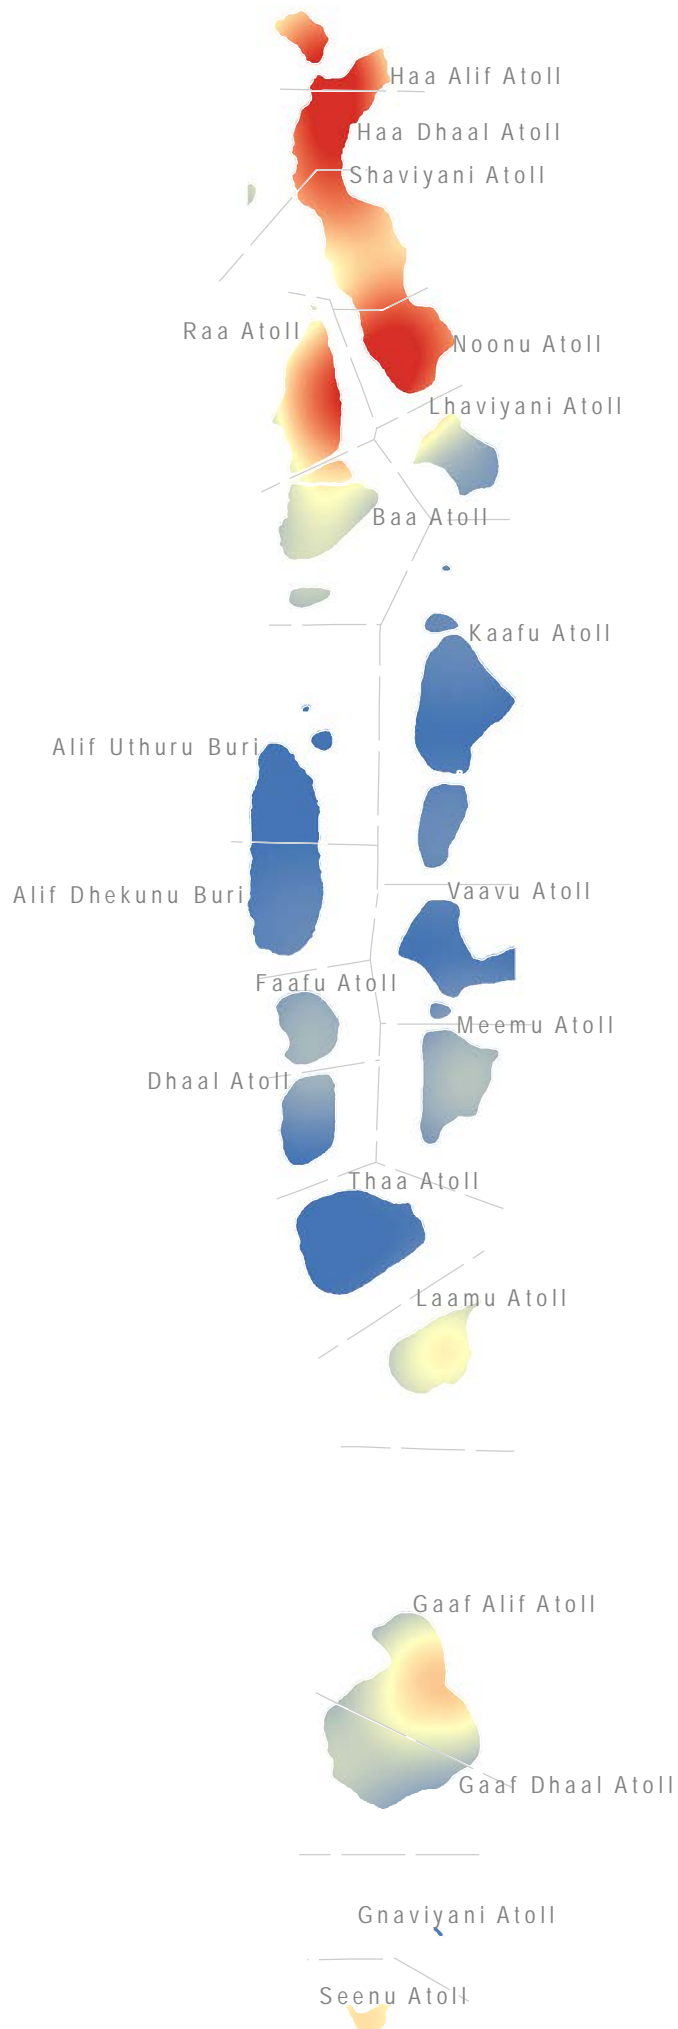 Haa Alif Atoll
Haa Dhaal Atoll
Shaviyani Atoll
Raa Atoll
Noonu Atoll
Lhaviyani Atoll
Baa Atoll
Kaafu Atoll
Alif Uthuru Buri
Vaavu Atoll
Alif Dhekunu Buri
Faafu Atoll
Meemu Atoll
Dhaal Atoll
Thaa Atoll
Laamu Atoll
Gaaf Alif Atoll
Gaaf Dhaal Atoll
Gnaviyani Atoll
Seenu Atoll